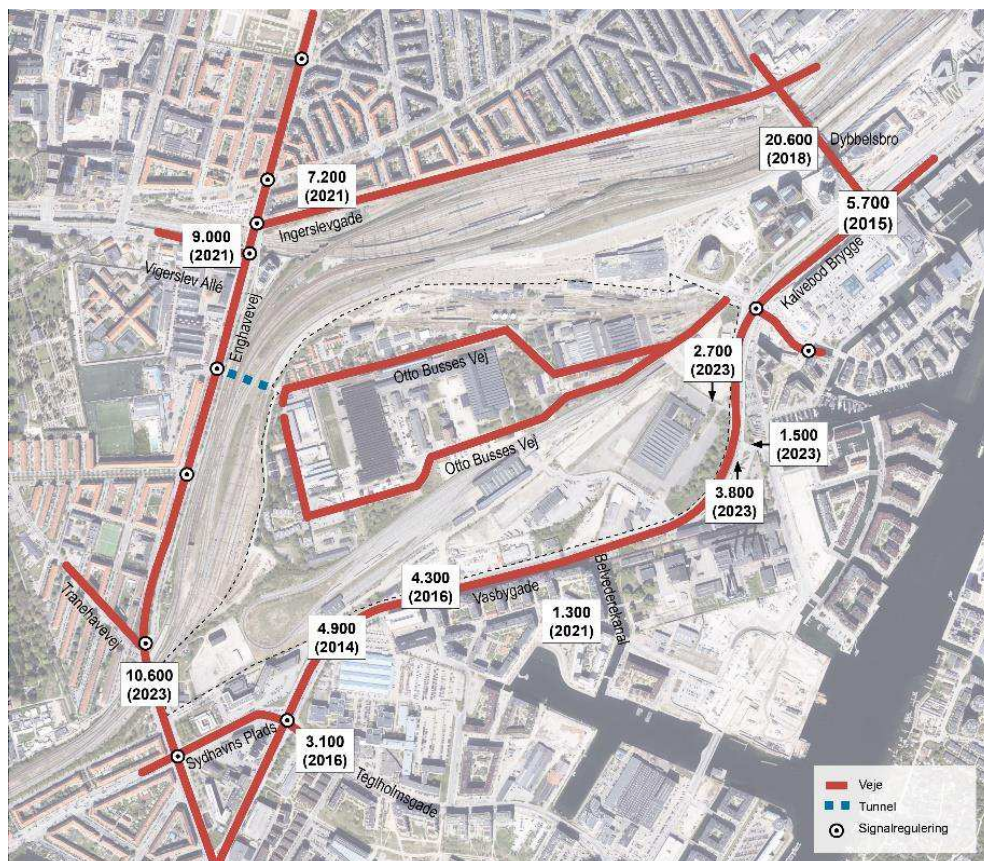 20.600
(2018)
Dybbelsbro
7.200
(2021)
Ingerslevgade
5.700
(2015)
9.000
(2021)
Vigerslev Allé
Enghavevej
Kalvebod Brygge
Otto Busses Vej
2.700
(2023)
Otto Busses Vej
1.500
(2023)
3.800
(2023)
4.300
(2016)
Vasbygade
Belvederekanal
1.300
(2021)
Tranehavevej
4.900
(2014)
10.600
(2023)
Sydhavns Plads
3.100
(2016)
Teglholmsgade
Veje
Tunnel
Signalregulering